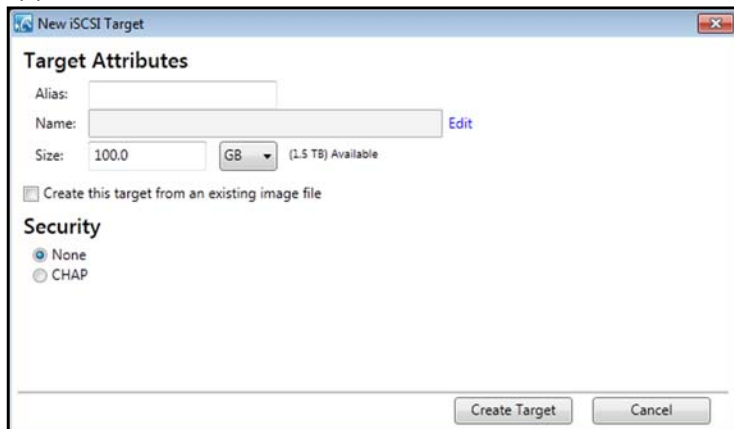 New iSCSI Target
Target Attributes
Alias:
Name: Edit
Size: 100.0 GB (1.5 TB) Available
Create this target from an existing image file
Security
None
CHAP
Create Target Cancel